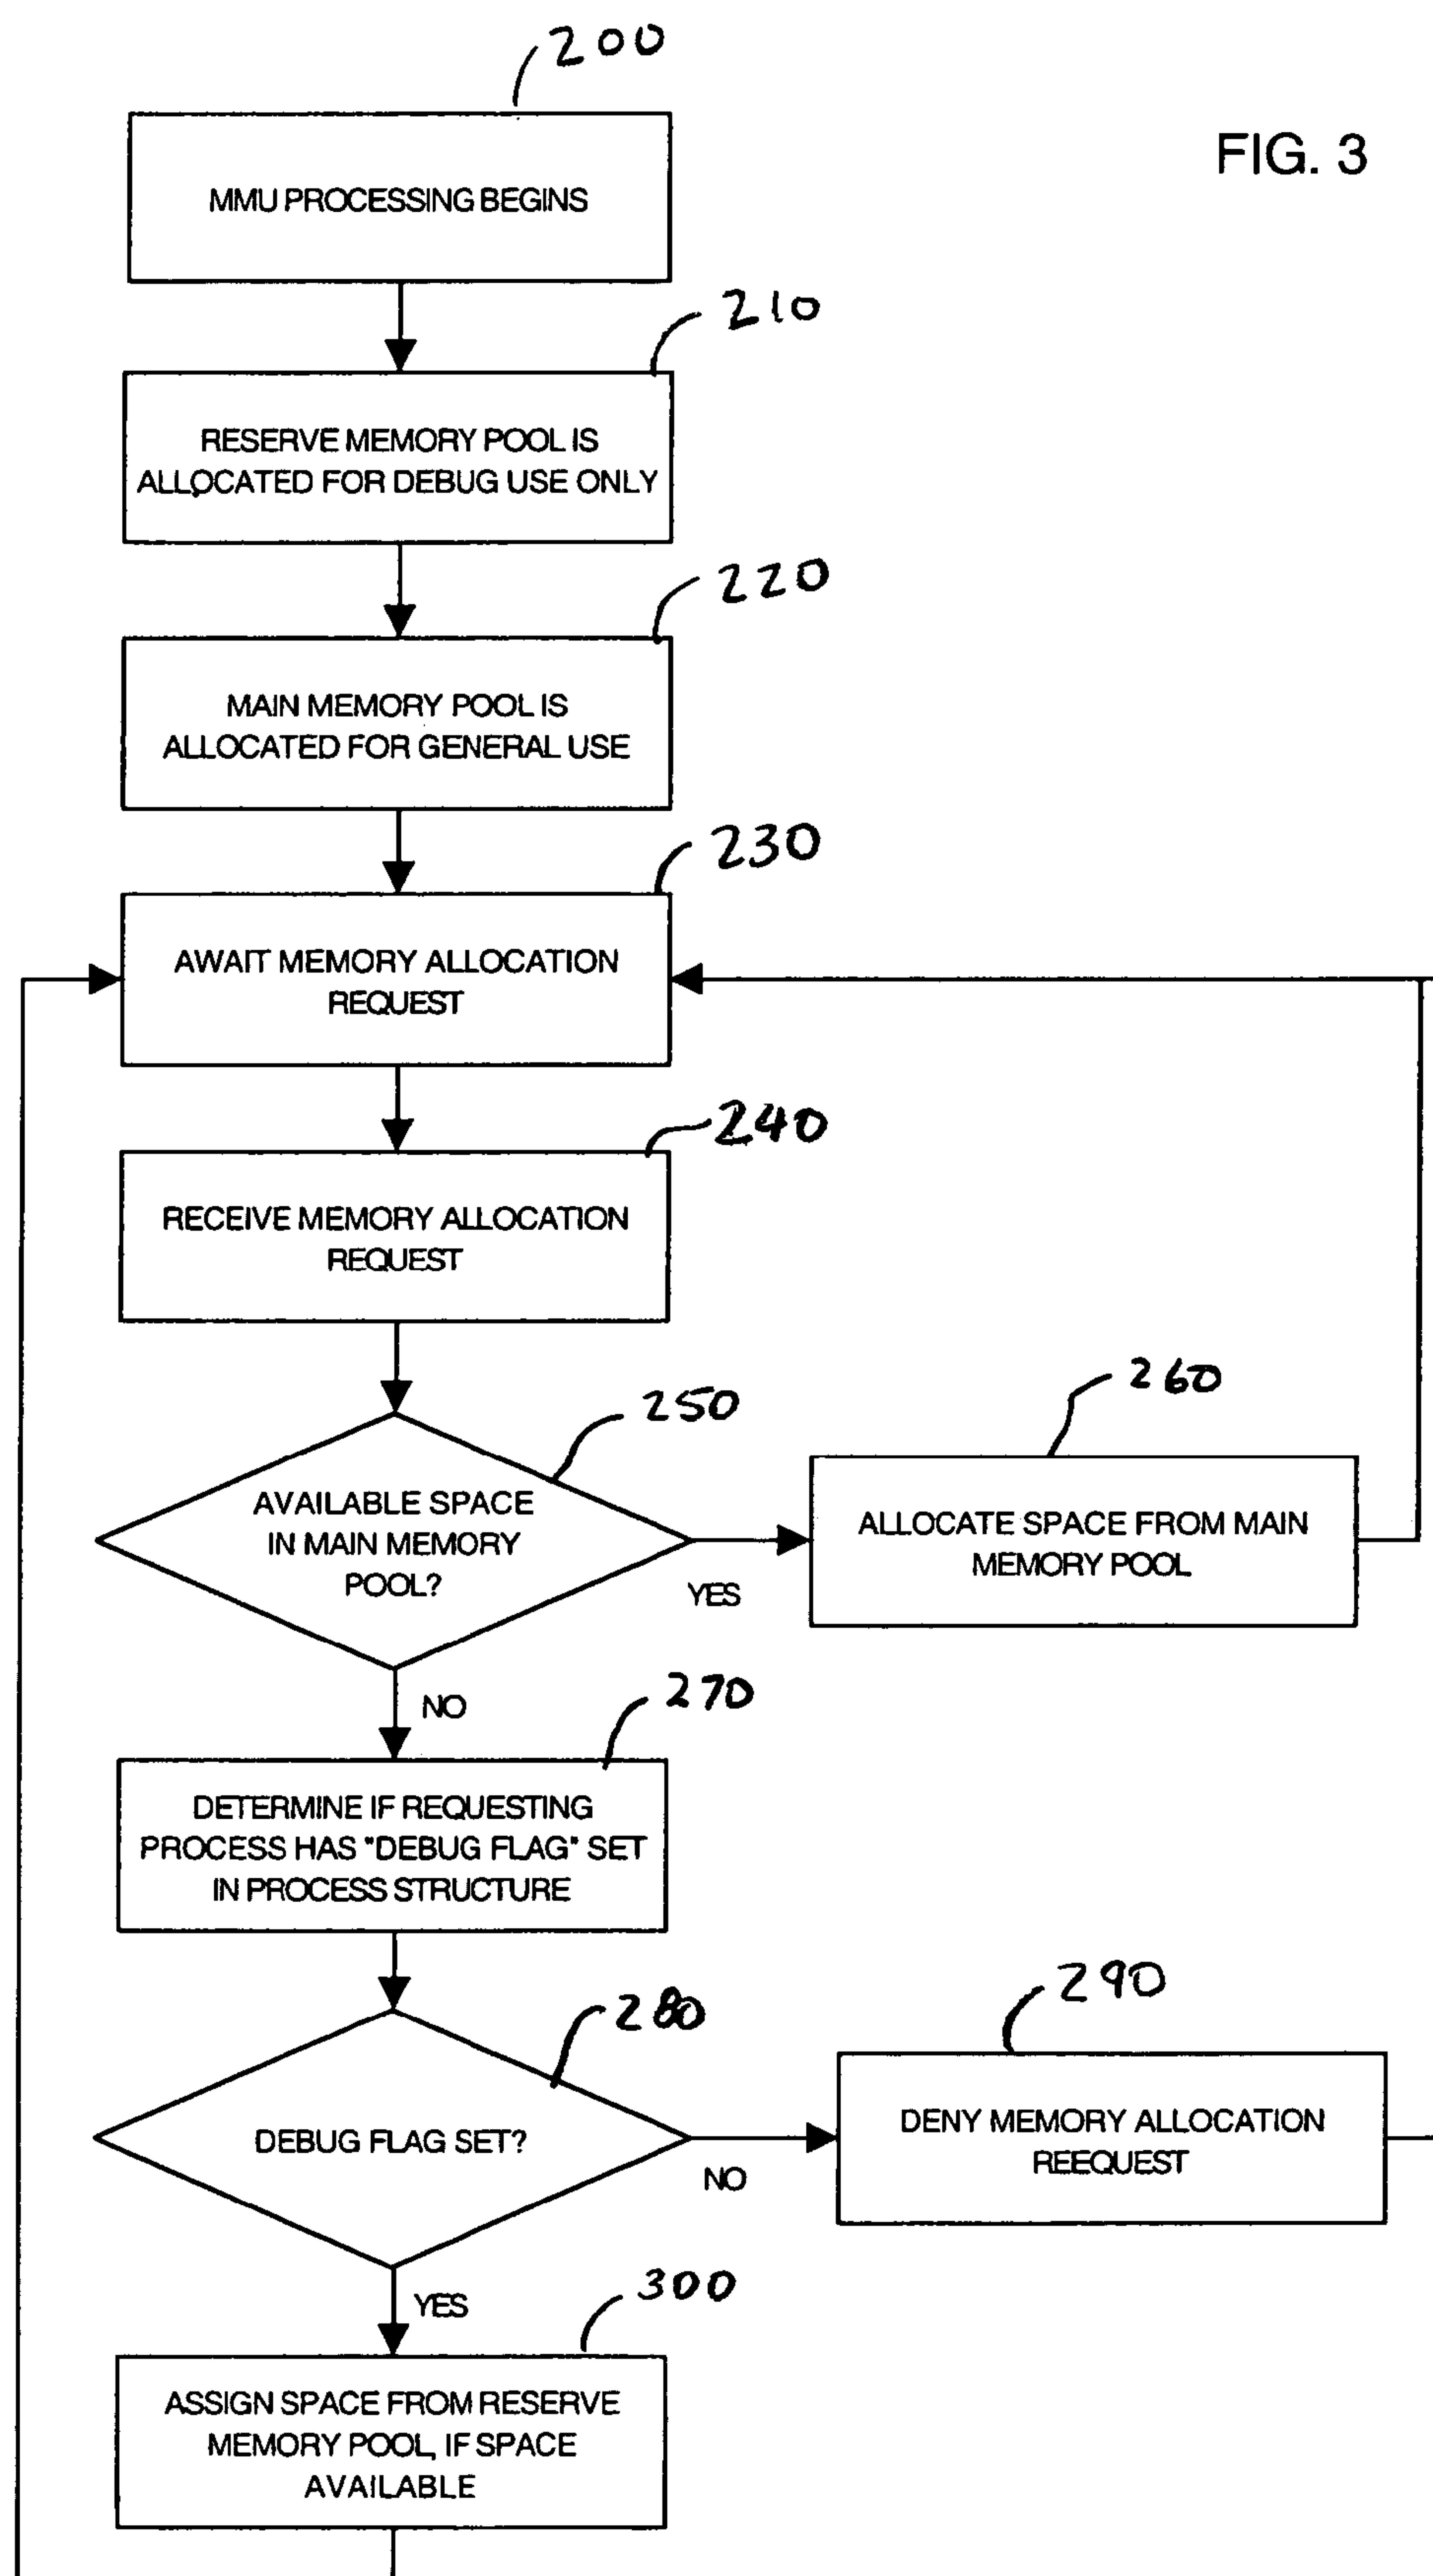 200
FIG. 3
MMU PROCESSING BEGINS
210
RESERVE MEMORY POOL IS
ALLOCATED FOR DEBUG USE ONLY
220
MAIN MEMORY POOL IS
ALLOCATED FOR GENERAL USE
230
AWAIT MEMORY ALLOCATION
REQUEST
240
RECEIVE MEMORY ALLOCATION
REQUEST
250
AVAILABLE SPACE
IN MAIN MEMORY
POOL?
YES
260
ALLOCATE SPACE FROM MAIN
MEMORY POOL
NO
270
DETERMINE IF REQUESTING
PROCESS HAS "DEBUG FLAG" SET
IN PROCESS STRUCTURE
280
DEBUG FLAG SET?
NO
290
DENY MEMORY ALLOCATION
REEQUEST
YES
300
ASSIGN SPACE FROM RESERVE
MEMORY POOL, IF SPACE
AVAILABLE